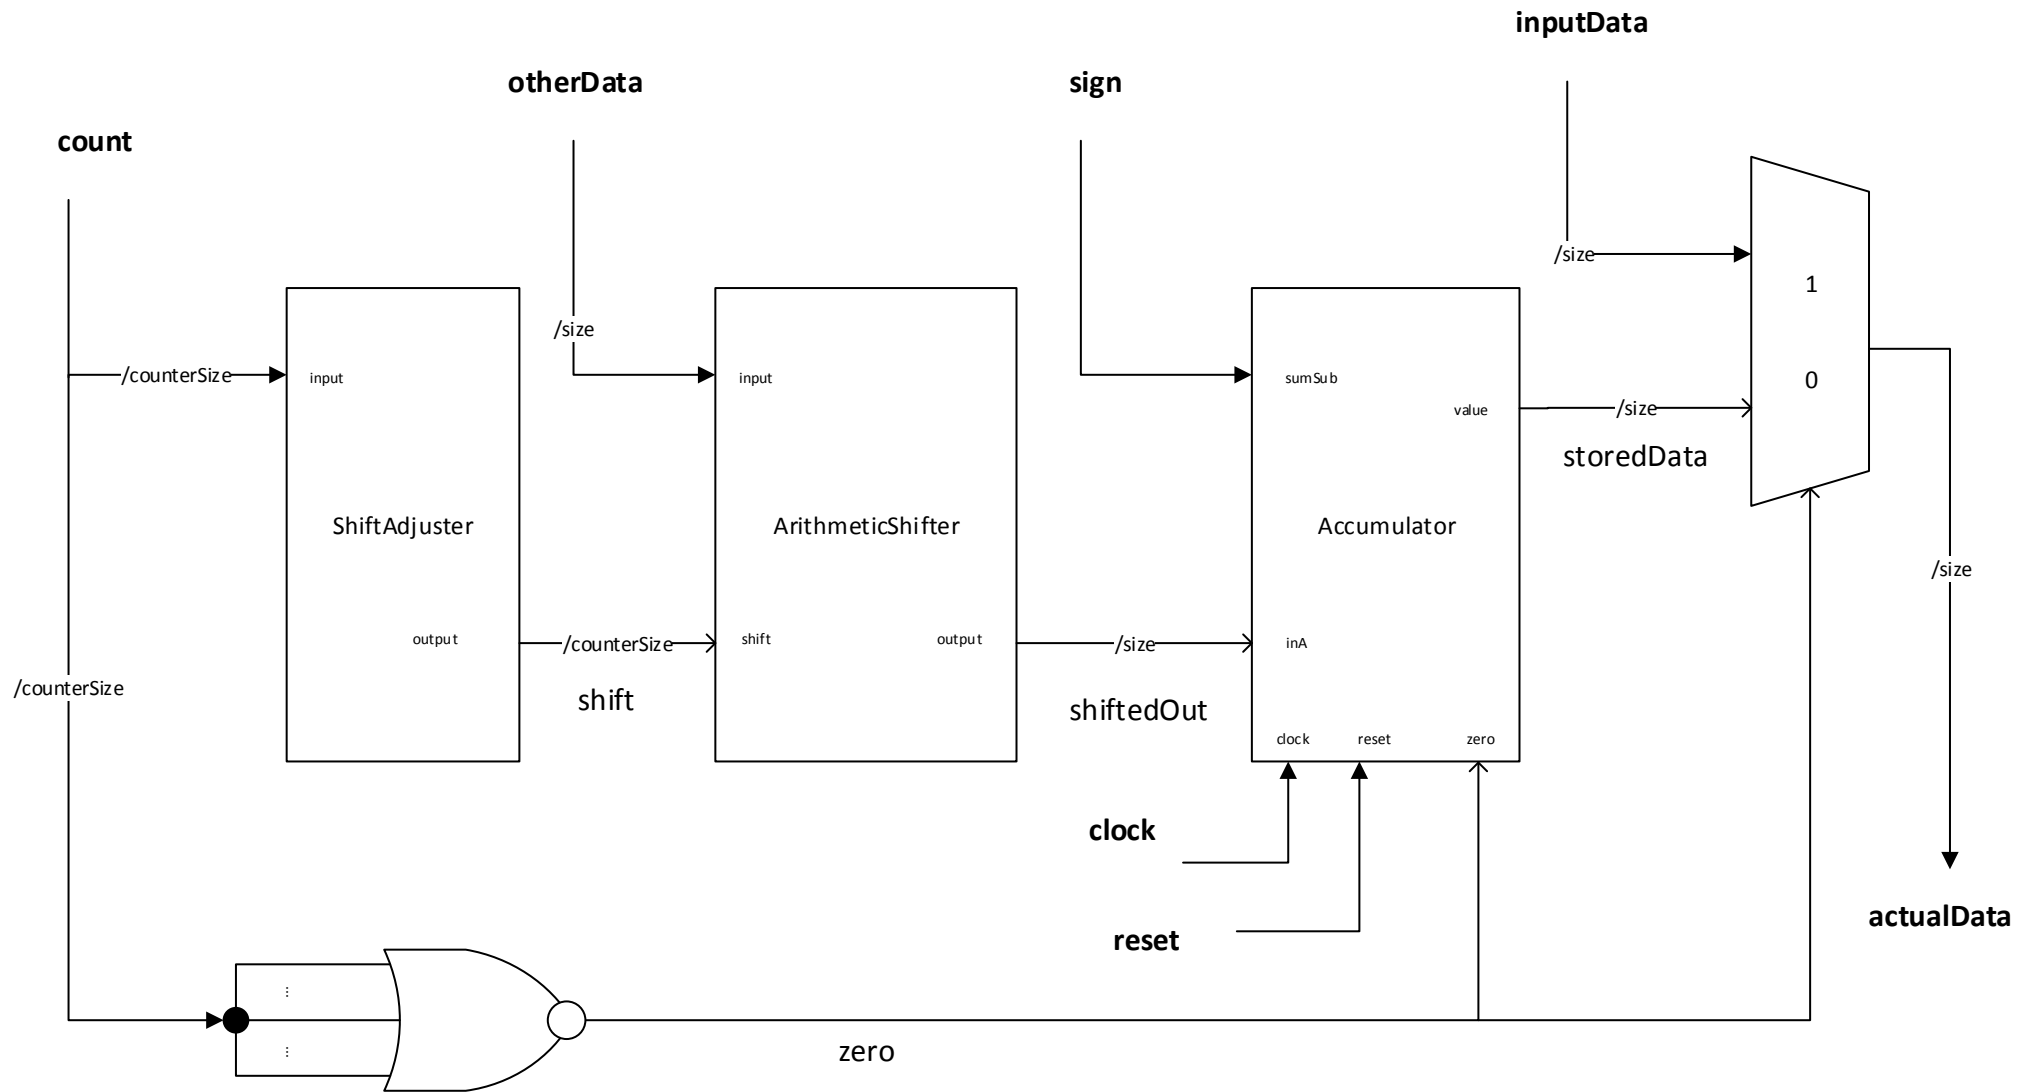 inputData
otherData
sign
count
/size
1
/size
/counterSize
input
input
sumSub
0
value
/size
storedData
ShiftAdjuster
ArithmeticShifter
Accumulator
/size
output
/counterSize
shift
output
/size
inA
/counterSize
shift
shiftedOut
clock
reset
zero
clock
actualData
reset
...
...
zero